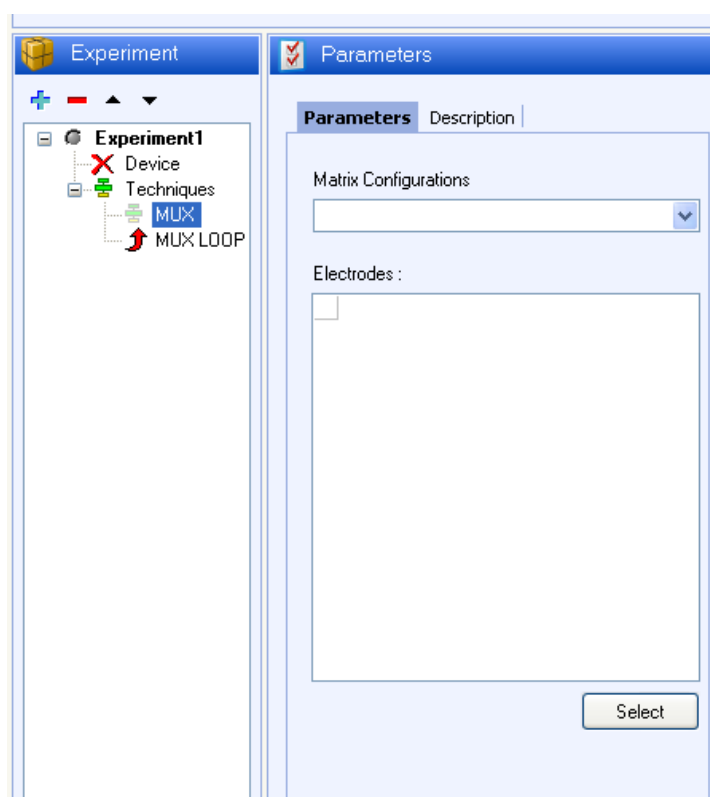 Experiment
Parameters
Experiment1
Device
Techniques
MUX
MUX LOOP
Parameters Description
Matrix Configurations
Electrodes :
Select